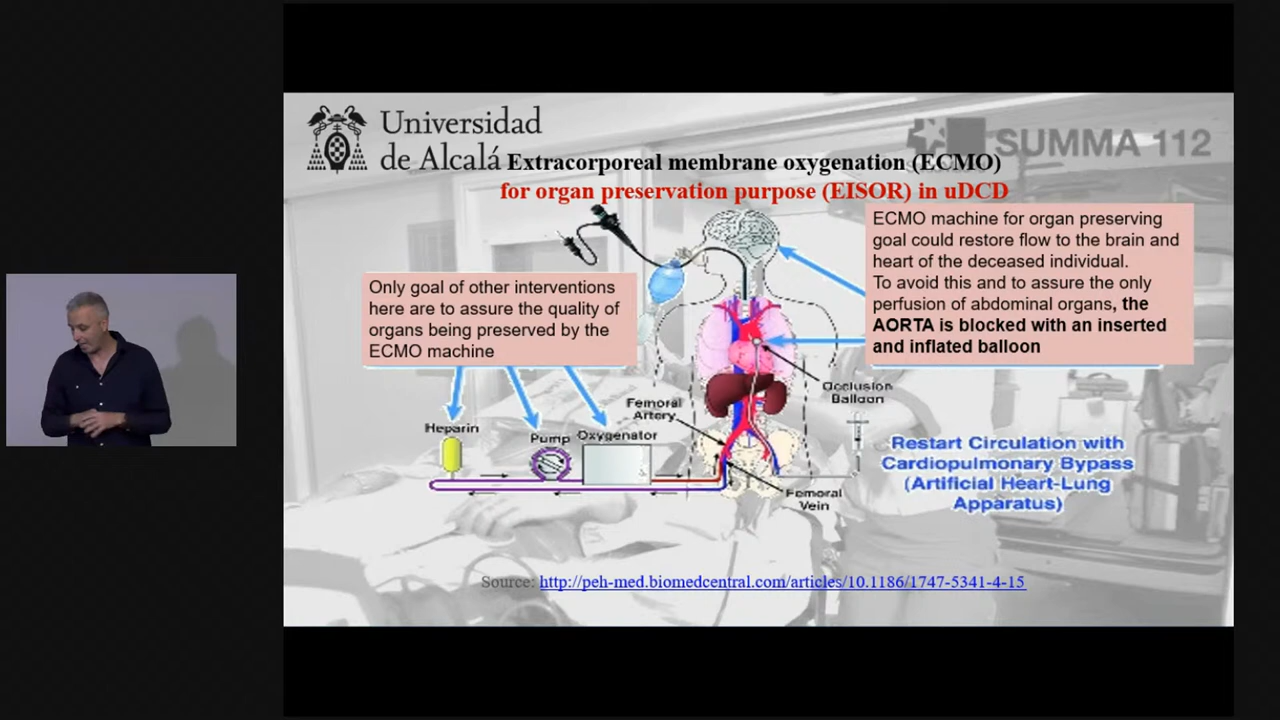 Universidad
de Alcalá
SUMMA 112
Extracorporeal membrane oxygenation (ECMO)
for organ preservation purpose (EISOR) in uDCD
ECMO machine for organ preserving
goal could restore flow to the brain and
heart of the deceased individual.
To avoid this and to assure the only
perfusion of abdominal organs, the
AORTA is blocked with an inserted
and inflated balloon
Only goal of other interventions
here are to assure the quality of
organs being preserved by the
ECMO machine
Occlusion
Balloon
Femoral
Artery
Heparin
Pump
Oxygenator
Femoral
Vein
Restart Circulation with
Cardiopulmonary Bypass
(Artificial Heart-Lung
Apparatus)
Source: http://peh-med.biomedcentral.com/articles/10.1186/1747-5341-4-15